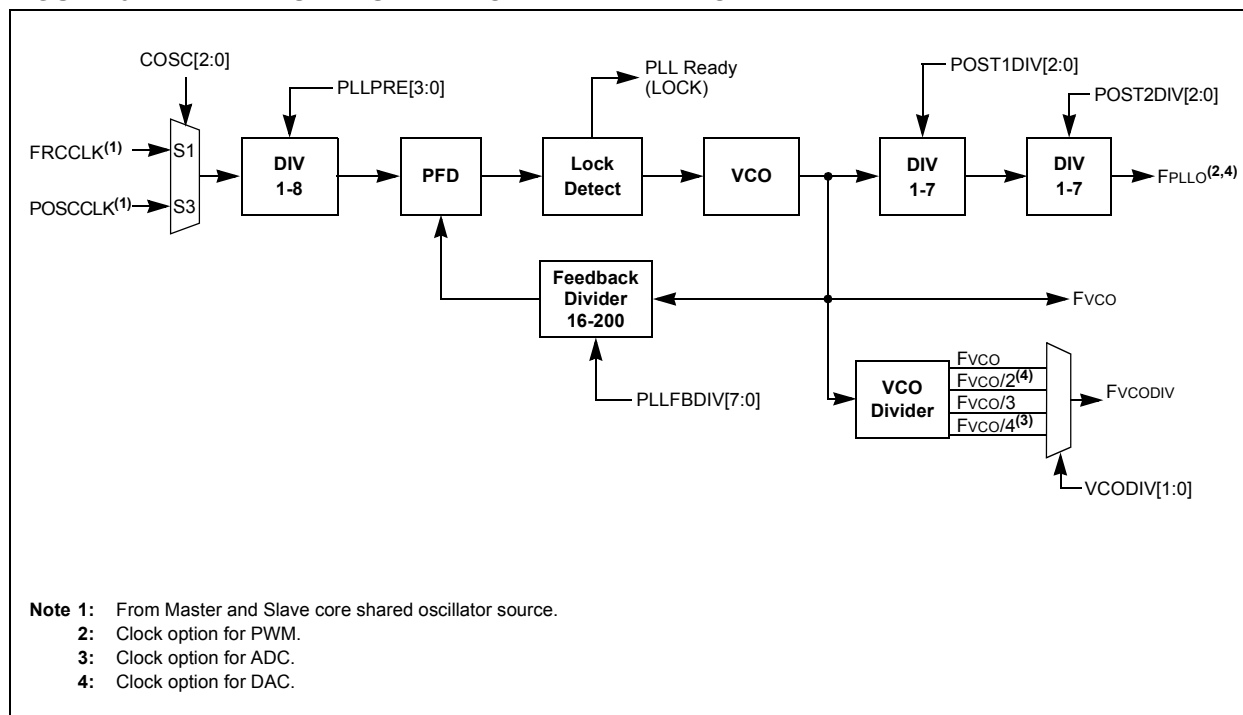 COSC[2:0]
PLLPRE[3:0]
PLL Ready
(LOCK)
POST1DIV[2:0]
POST2DIV[2:0]
FRCCLK(1)
S1
POSCCLK(1)
S3
DIV
1-8
PFD
Lock
Detect
VCO
DIV
1-7
DIV
1-7
FPLLO(2,4)
Feedback
Divider
16-200
FVCO
PLLFBDIV[7:0]
VCO
Divider
FVCO
FVCO/2(4)
FVCO/3
FVCO/4(3)
FVCODIV
VCODIV[1:0]
Note 1: From Master and Slave core shared oscillator source.
2: Clock option for PWM.
3: Clock option for ADC.
4: Clock option for DAC.